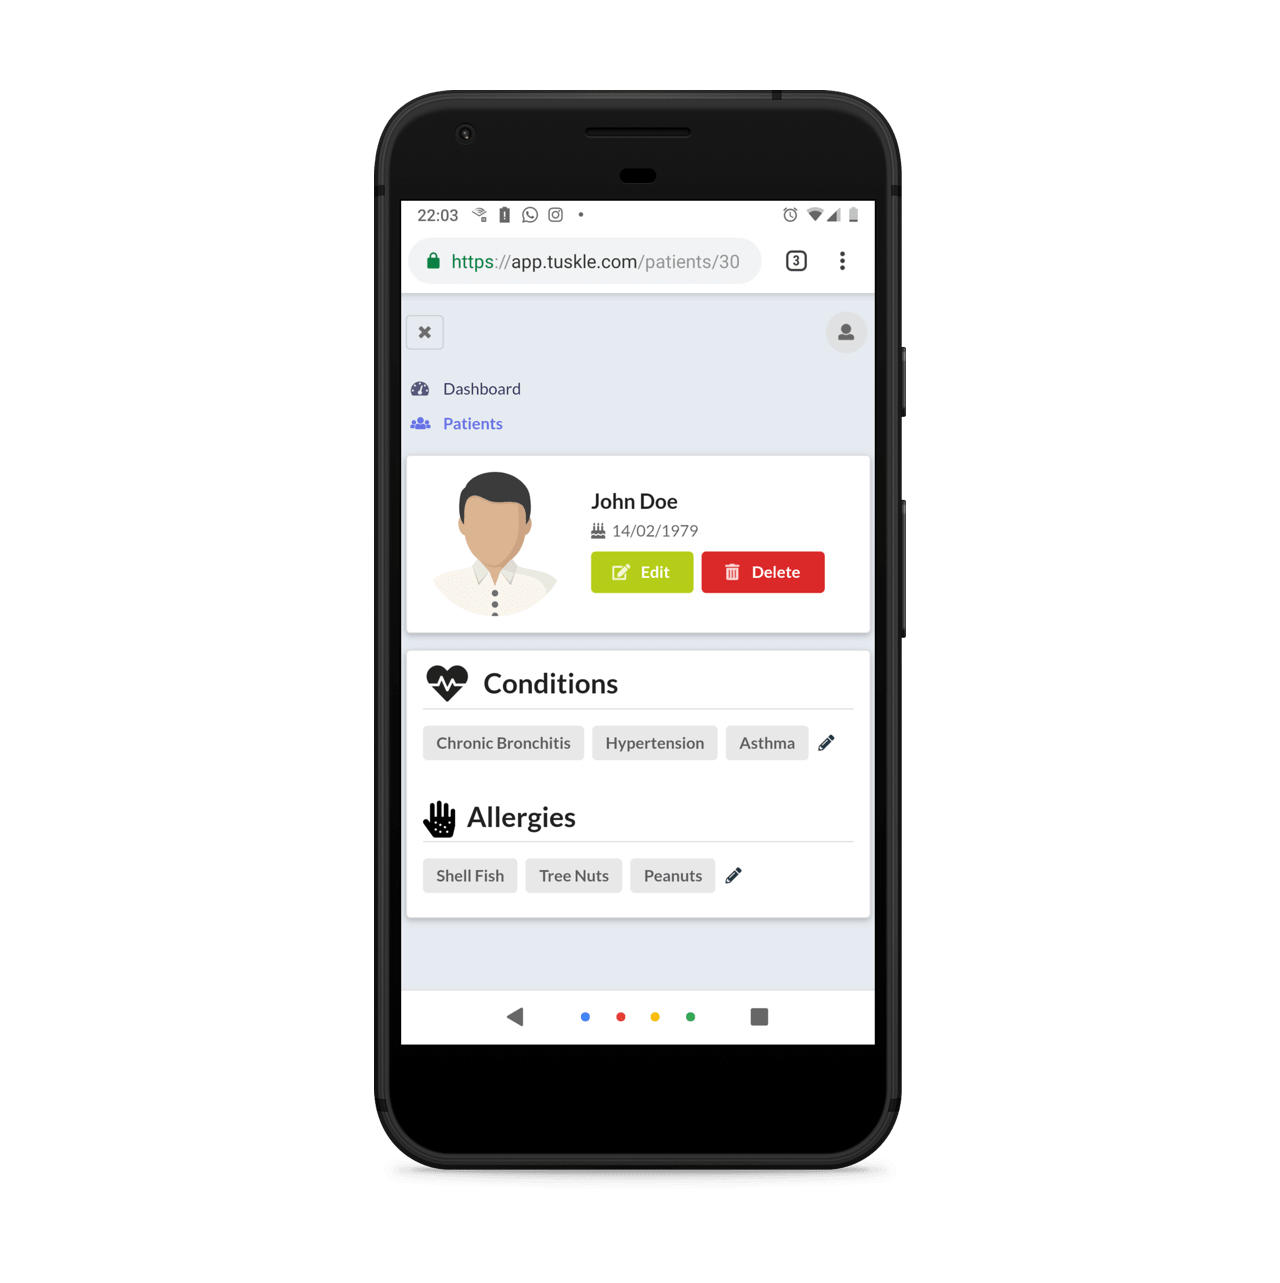 22:03
https://app.tuskle.com/patients/30
3
Dashboard
Patients
John Doe
14/02/1979
Edit Delete
Conditions
Chronic Bronchitis Hypertension Asthma
Allergies
Shell Fish Tree Nuts Peanuts